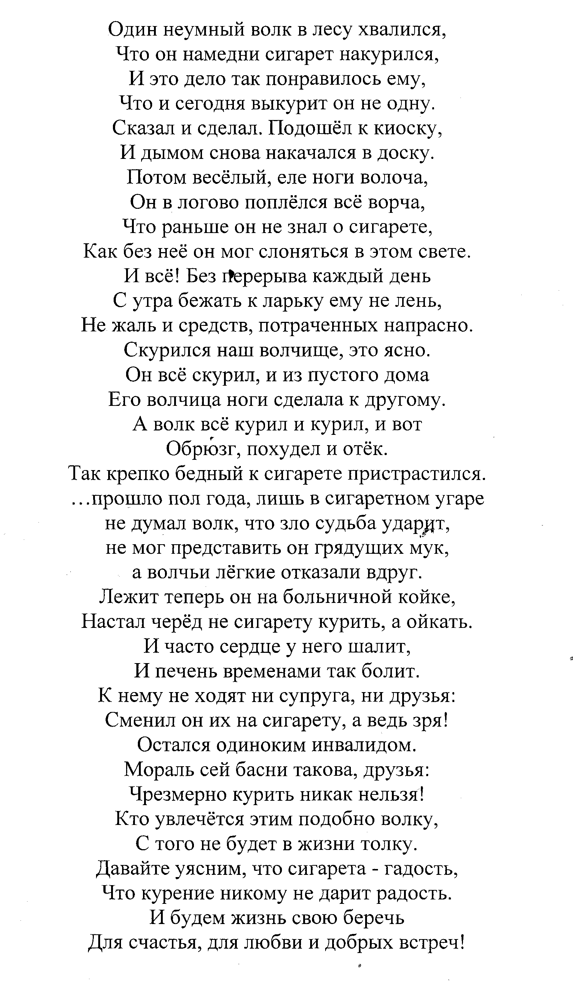 Один неумный волк в лесу хвалился,
Что он намедни сигарет накурился,
И это дело так понравилось ему,
Что и сегодня выкурит он не одну.
Сказал и сделал. Подошёл к киоску,
И дымом снова накачался в доску.
Потом весёлый, еле ноги волоча,
Он в логово поплёлся всё ворча,
Что раньше он не знал о сигарете,
Как без неё он мог слоняться в этом свете.
И всё! Без перерыва каждый день
С утра бежать к ларьку ему не лень,
Не жаль и средств, потраченных напрасно.
Скурился наш волчище, это ясно.
Он всё скурил, и из пустого дома
Его волчица ноги сделала к другому.
А волк всё курил и курил, и вот
Обрюзг, похудел и отёк.
Так крепко бедный к сигарете пристрастился.
...прошло пол года, лишь в сигаретном угаре
не думал волк, что зло судьба ударит,
не мог представить он грядущих мук,
а волчьи лёгкие отказали вдруг.
Лежит теперь он на больничной койке,
Настал черёд не сигарету курить, а ойкать.
И часто сердце у него шалит,
И печень временами так болит.
К нему не ходят ни супруга, ни друзья:
Сменил он их на сигарету, а ведь зря!
Остался одиноким инвалидом.
Мораль сей басни такова, друзья:
Чрезмерно курить никак нельзя!
Кто увлечётся этим подобно волку,
С того не будет в жизни толку.
Давайте уясним, что сигарета - гадость,
Что курение никому не дарит радость.
И будем жизнь свою беречь
Для счастья, для любви и добрых встреч!